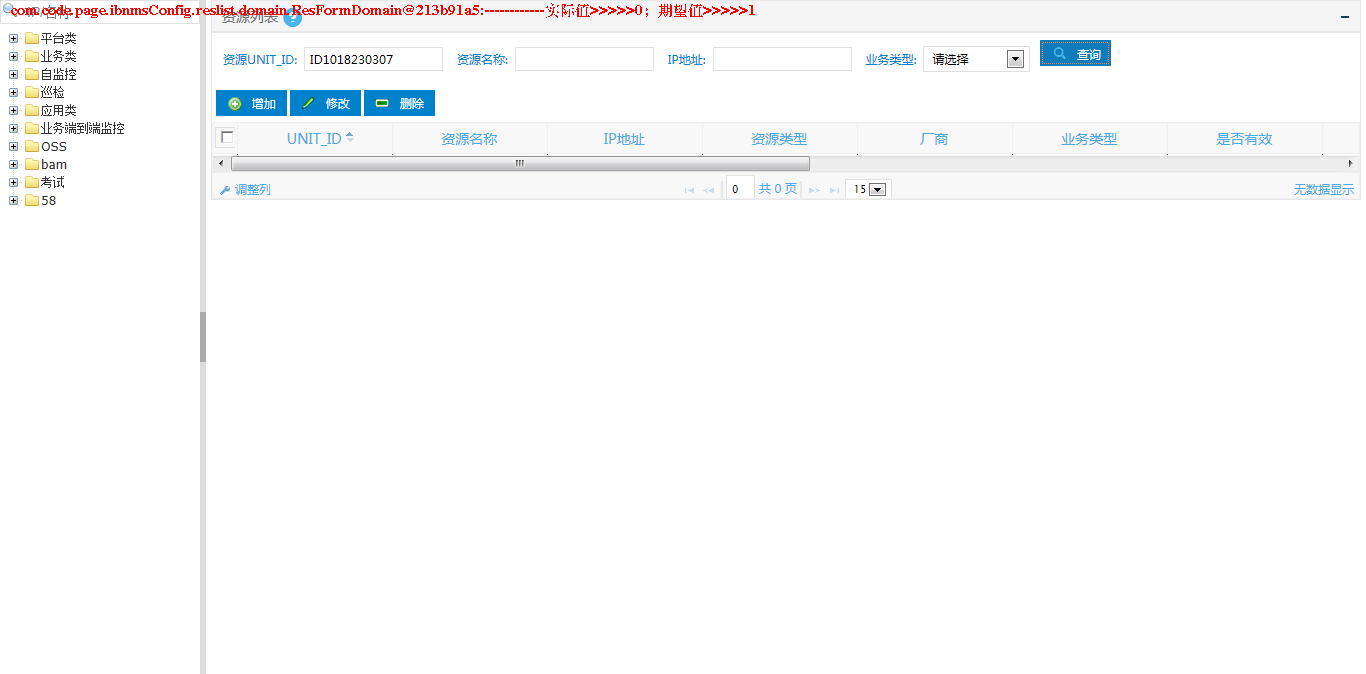 com.code.page.ibnmsConfig.reslist.domain.ResFormDomain@213b91a5:------------实际值>>>>>0；期望值>>>>>1
资源列表
平台类
业务类
自监控
巡检
应用类
业务端到端监控
OSS
bam
考试
58
资源UNIT_ID: ID1018230307 资源名称: IP地址: 业务类型: 请选择 查询
增加 修改 删除
UNIT_ID 资源名称 IP地址 资源类型 厂商 业务类型 是否有效
调整列 0 共 0 页 15 无数据显示